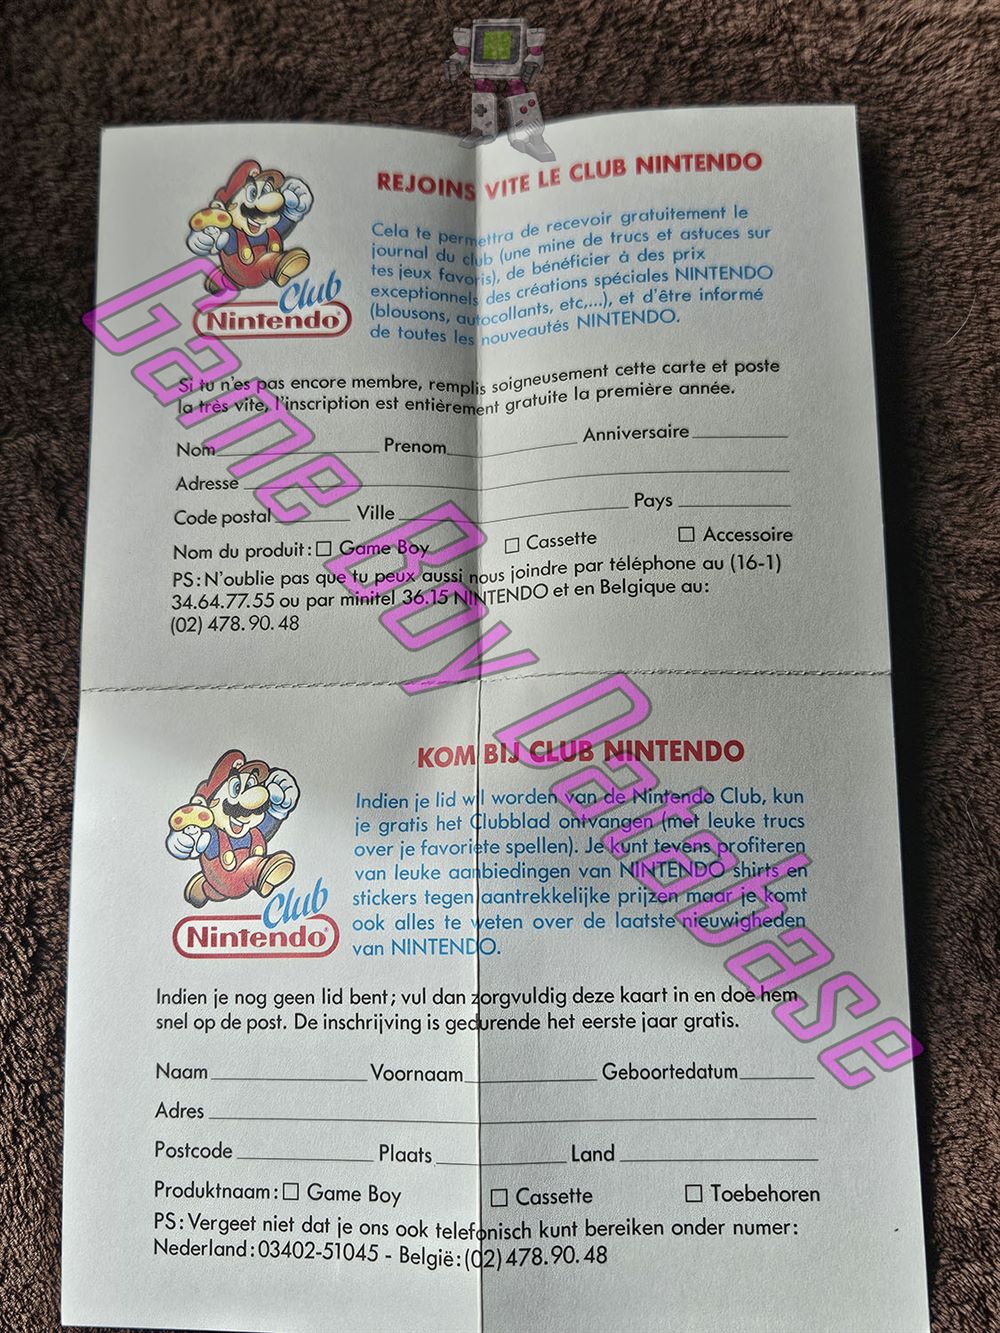 REJOINS VITE LE CLUB NINTENDO
Cela te permettra de recevoir gratuitement le
journal du club (une mine de trucs et astuces sur
tes jeux favoris), de bénéficier à des prix
exceptionnels des créations spéciales NINTENDO
(blousons, autocollants, etc,...), et d'être informé
de toutes les nouveautés NINTENDO.
Club
Nintendo®
Si tu n'es pas encore membre, remplis soigneusement cette carte et poste
la très vite, l'inscription est entièrement gratuite la première année.
Nom Prenom Anniversaire
Adresse
Code postal Ville Pays
Nom du produit: □ Game Boy □ Cassette □ Accessoire
PS: N'oublie pas que tu peux aussi nous joindre par téléphone au (16-1)
34.64.77.55 ou par minitel 36.15 NINTENDO et en Belgique au:
(02) 478.90.48
Game Boy Database
KOM BIJ CLUB NINTENDO
Indien je lid wil worden van de Nintendo Club, kun
je gratis het Clubblad ontvangen (met leuke trucs
over je favoriete spellen). Je kunt tevens profiteren
van leuke aanbiedingen van NINTENDO shirts en
stickers tegen aantrekkelijke prijzen maar je komt
ook alles te weten over de laatste nieuwigheden
van NINTENDO.
Club
Nintendo®
Indien je nog geen lid bent; vul dan zorgvuldig deze kaart in en doe hem
snel op de post. De inschrijving is gedurende het eerste jaar gratis.
Naam Voornaam Geboortedatum
Adres
Postcode Plaats Land
Produktnaam: □ Game Boy □ Cassette □ Toebehoren
PS: Vergeet niet dat je ons ook telefonisch kunt bereiken onder numer:
Nederland: 03402-51045 - België: (02) 478.90.48